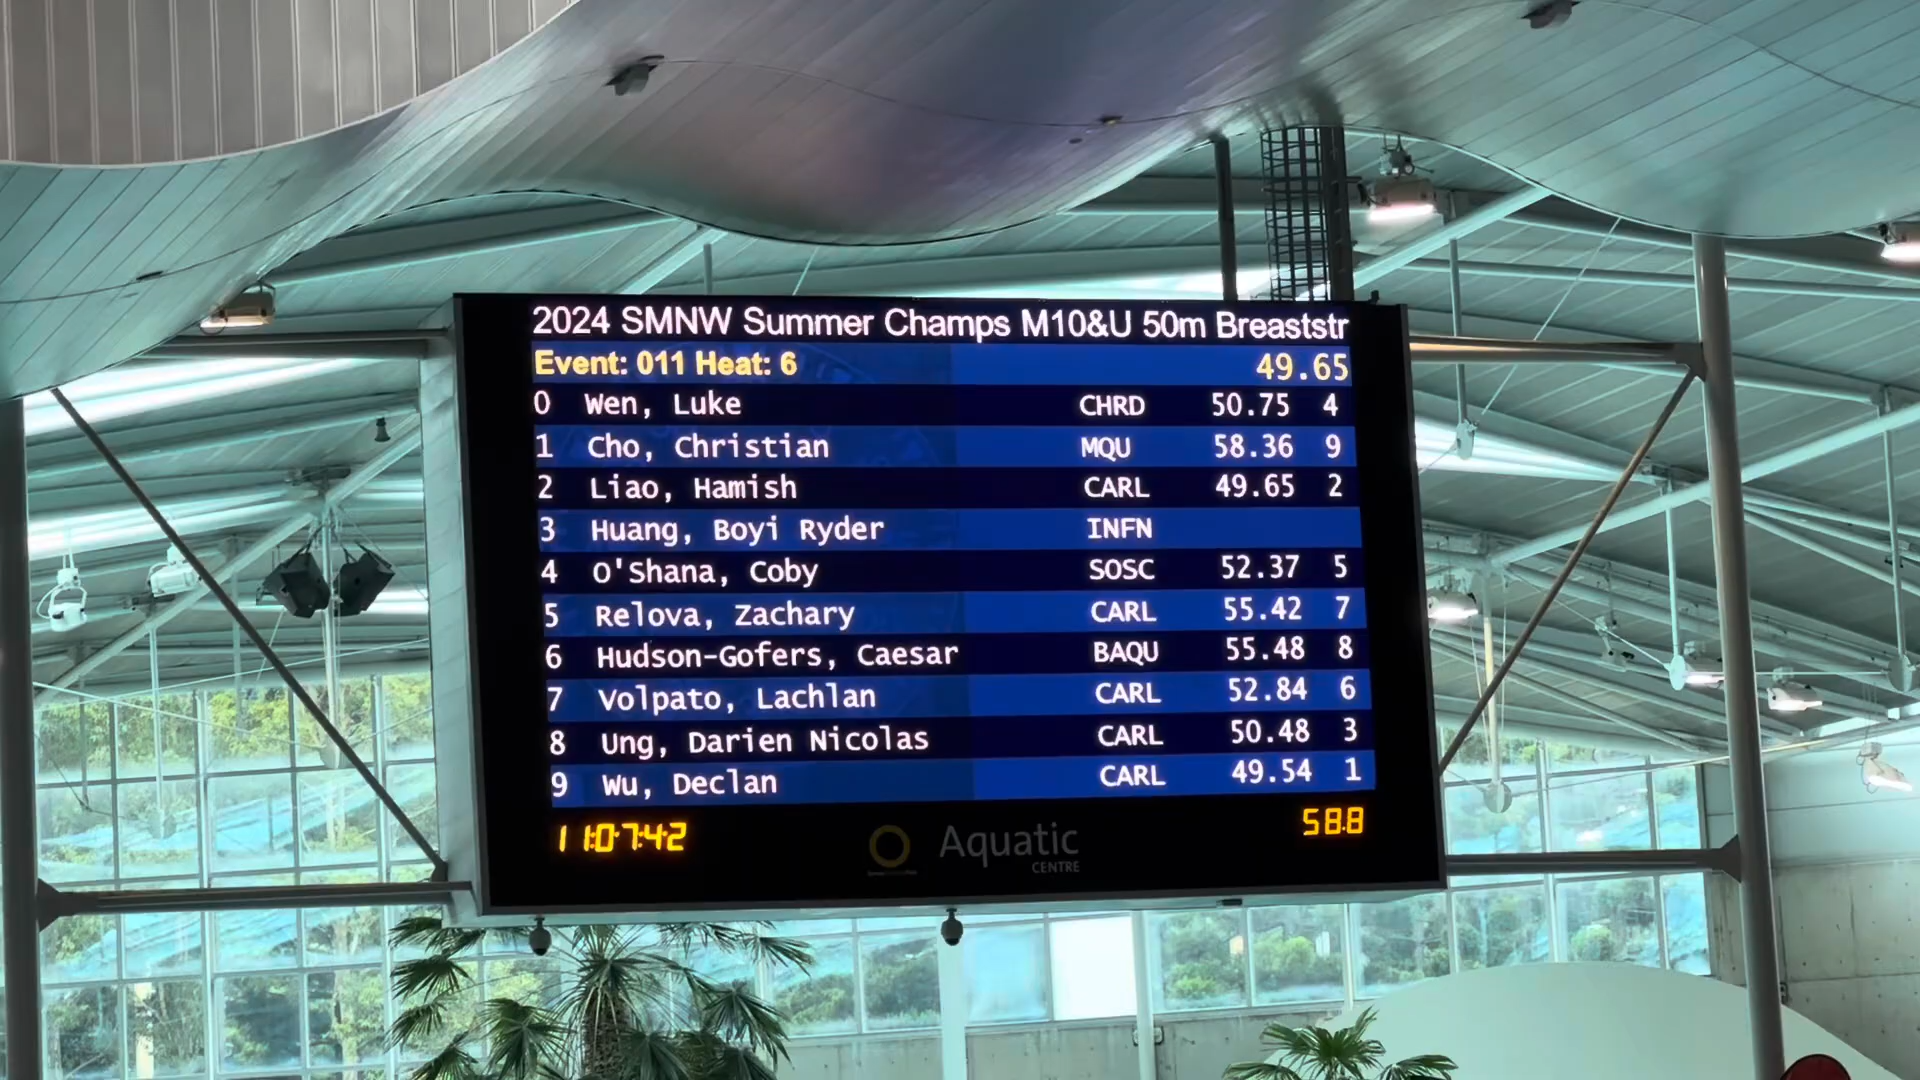 2024 SMNW Summer Champs M10&U 50m Breaststr
Event: 011 Heat: 6 49.65
0 Wen, Luke CHRD 50.75 4
1 Cho, Christian MQU 58.36 9
2 Liao, Hamish CARL 49.65 2
3 Huang, Boyi Ryder INFN
4 O'Shana, Coby SOSC 52.37 5
5 Relova, Zachary CARL 55.42 7
6 Hudson-Gofers, Caesar BAQU 55.48 8
7 Volpato, Lachlan CARL 52.84 6
8 Ung, Darien Nicolas CARL 50.48 3
9 Wu, Declan CARL 49.54 1
11:07:42 58.8
Aquatic
CENTRE